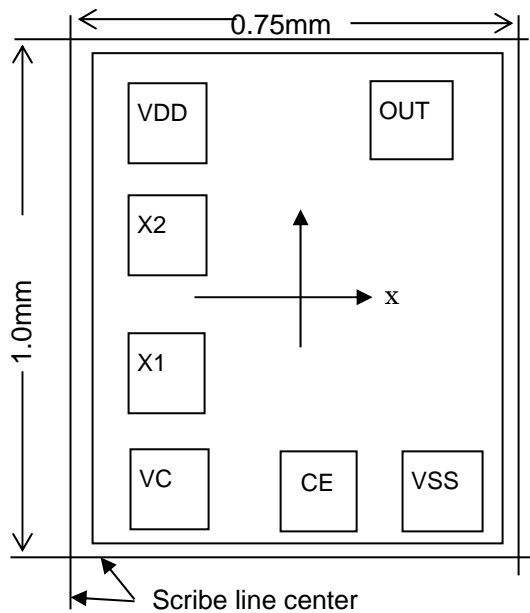 0.75mm
VDD
OUT
X2
x
1.0mm
X1
VC
CE
VSS
Scribe line center